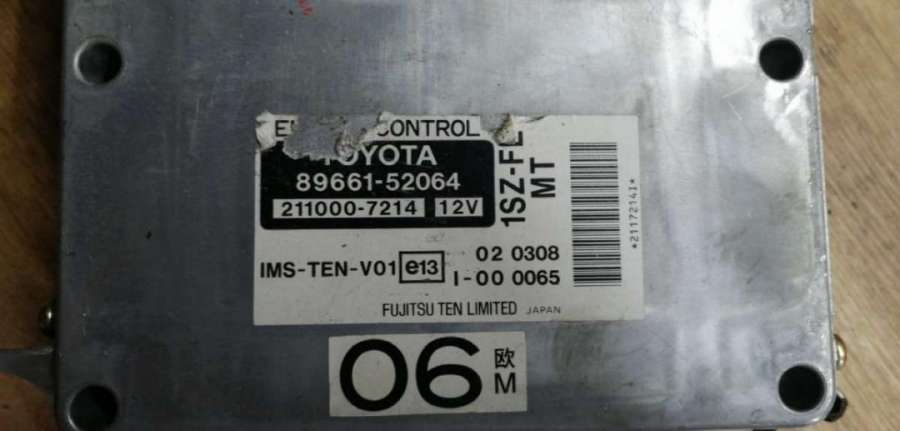 CONTROL
TOYOTA
89661-52064
211000-7214 12V
1SZ-FE
MT
*2117214I*
IMS-TEN-V01 e13 02 0308
I-00 0065
FUJITSU TEN LIMITED JAPAN
06 欧
M